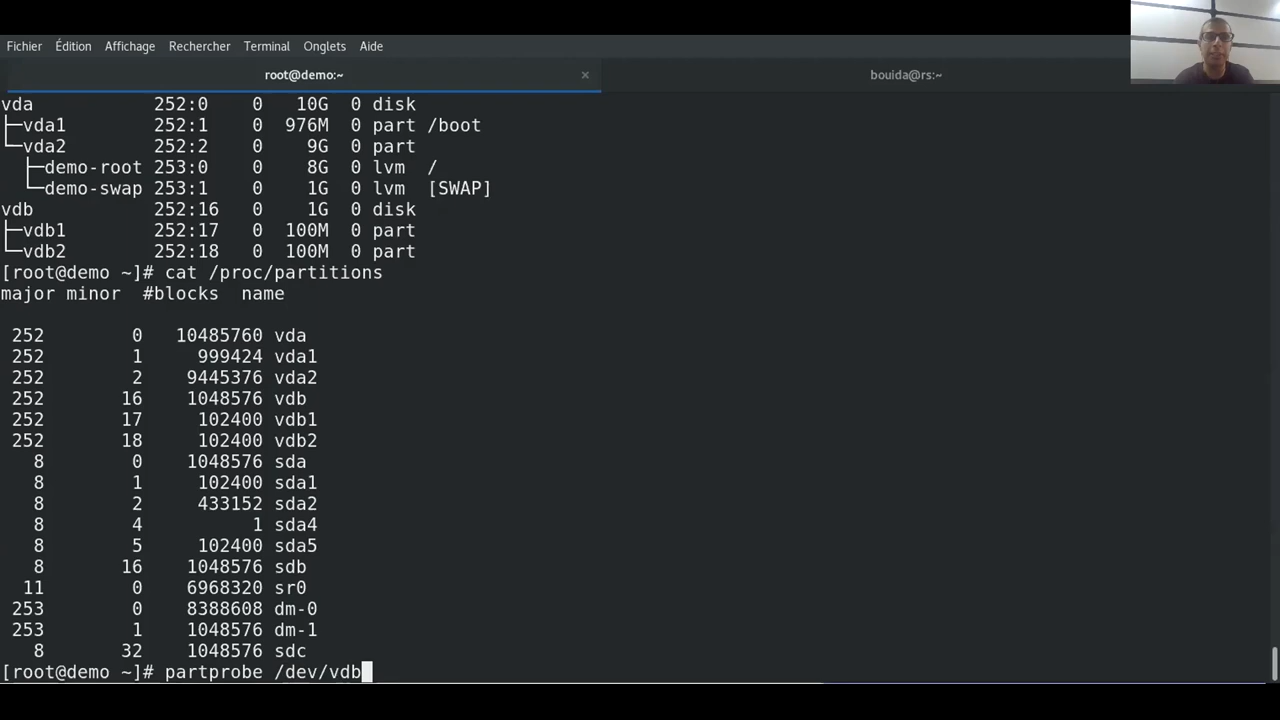 Fichier Édition Affichage Rechercher Terminal Onglets Aide
root@demo:~ × bouida@rs:~
vda 252:0 0 10G 0 disk
├─vda1 252:1 0 976M 0 part /boot
└─vda2 252:2 0 9G 0 part
  ├─demo-root 253:0 0 8G 0 lvm /
  └─demo-swap 253:1 0 1G 0 lvm [SWAP]
vdb 252:16 0 1G 0 disk
├─vdb1 252:17 0 100M 0 part
└─vdb2 252:18 0 100M 0 part
[root@demo ~]# cat /proc/partitions
major minor  #blocks  name
252 0 10485760 vda
252 1 999424 vda1
252 2 9445376 vda2
252 16 1048576 vdb
252 17 102400 vdb1
252 18 102400 vdb2
8 0 1048576 sda
8 1 102400 sda1
8 2 433152 sda2
8 4 1 sda4
8 5 102400 sda5
8 16 1048576 sdb
11 0 6968320 sr0
253 0 8388608 dm-0
253 1 1048576 dm-1
8 32 1048576 sdc
[root@demo ~]# partprobe /dev/vdb